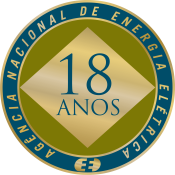 AGÊNCIA NACIONAL DE ENERGIA ELÉTRICA
18
ANOS